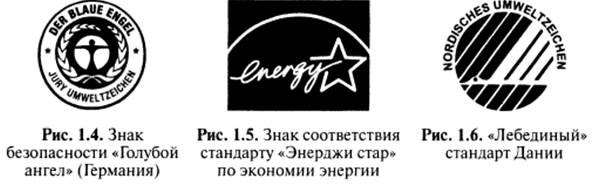 DER BLAUE ENGEL
JURY UMWELTZEICHEN
energy
NORDISCHES UMWELTZEICHEN
Рис. 1.4. Знак
безопасности «Голубой
ангел» (Германия)
Рис. 1.5. Знак соответствия
стандарту «Энерджи стар»
по экономии энергии
Рис. 1.6. «Лебединый»
стандарт Дании